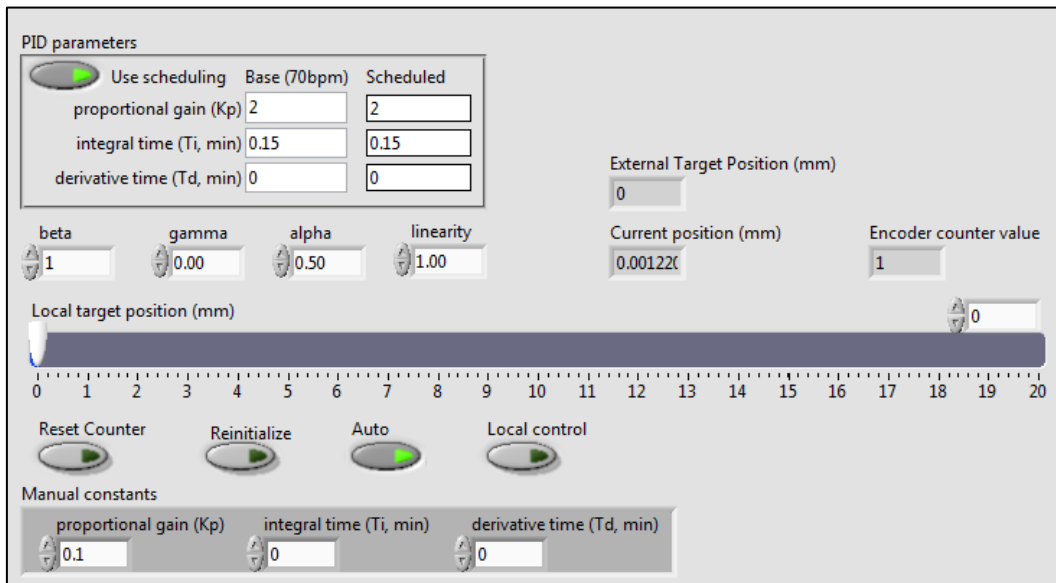 PID parameters
Use scheduling Base (70bpm) Scheduled
proportional gain (Kp) 2 2
integral time (Ti, min) 0.15 0.15
derivative time (Td, min) 0 0
External Target Position (mm)
0
beta gamma alpha linearity Current position (mm) Encoder counter value
1 0.00 0.50 1.00 0.001220 1
Local target position (mm)
0
0 1 2 3 4 5 6 7 8 9 10 11 12 13 14 15 16 17 18 19 20
Reset Counter Reinitialize Auto Local control
Manual constants
proportional gain (Kp) integral time (Ti, min) derivative time (Td, min)
0.1 0 0